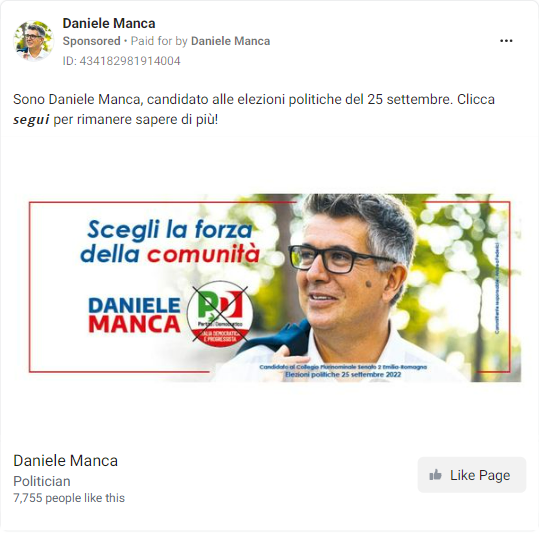 Daniele Manca
Sponsored • Paid for by Daniele Manca
ID: 434182981914004
Sono Daniele Manca, candidato alle elezioni politiche del 25 settembre. Clicca
segui per rimanere sapere di più!
Scegli la forza
della comunità
DANIELE
MANCA
PD
Partito Democratico
ITALIA DEMOCRATICA
E PROGRESSISTA
Candidato al Collegio Plurinominale Senato 2 Emilia-Romagna
Elezioni politiche 25 settembre 2022
Daniele Manca
Politician
7,755 people like this
Like Page